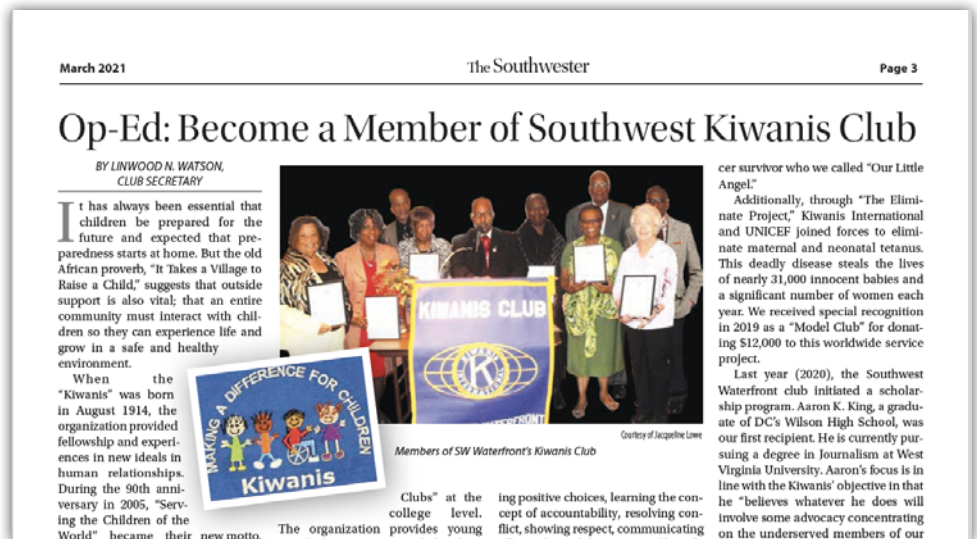 March 2021
The Southwester
Page 3
Op-Ed: Become a Member of Southwest Kiwanis Club
BY LINWOOD N. WATSON,
CLUB SECRETARY
It has always been essential that
children be prepared for the
future and expected that pre-
paredness starts at home. But the old
African proverb, “It Takes a Village to
Raise a Child,” suggests that outside
support is also vital; that an entire
community must interact with chil-
dren so they can experience life and
grow in a safe and healthy
environment.
When the
“Kiwanis” was born
in August 1914, the
organization provided
fellowship and experi-
ences in new ideals in
human relationships.
During the 90th anni-
versary in 2005, “Serv-
ing the Children of the
World” became their new motto.
MAKING A DIFFERENCE FOR CHILDREN
Kiwanis
KIWANIS CLUB
KIWANIS
K
INTERNATIONAL
Courtesy of Jacqueline Lowe
Members of SW Waterfront's Kiwanis Club
Clubs” at the
college level.
The organization provides young
ing positive choices, learning the con-
cept of accountability, resolving con-
flict, showing respect, communicating
cer survivor who we called “Our Little
Angel.”
Additionally, through “The Elimi-
nate Project,” Kiwanis International
and UNICEF joined forces to elimi-
nate maternal and neonatal tetanus.
This deadly disease steals the lives
of nearly 31,000 innocent babies and
a significant number of women each
year. We received special recognition
in 2019 as a “Model Club” for donat-
ing $12,000 to this worldwide service
project.
Last year (2020), the Southwest
Waterfront club initiated a scholar-
ship program. Aaron K. King, a gradu-
ate of DC's Wilson High School, was
our first recipient. He is currently pur-
suing a degree in Journalism at West
Virginia University. Aaron's focus is in
line with the Kiwanis' objective in that
he “believes whatever he does will
involve some advocacy concentrating
on the underserved members of our